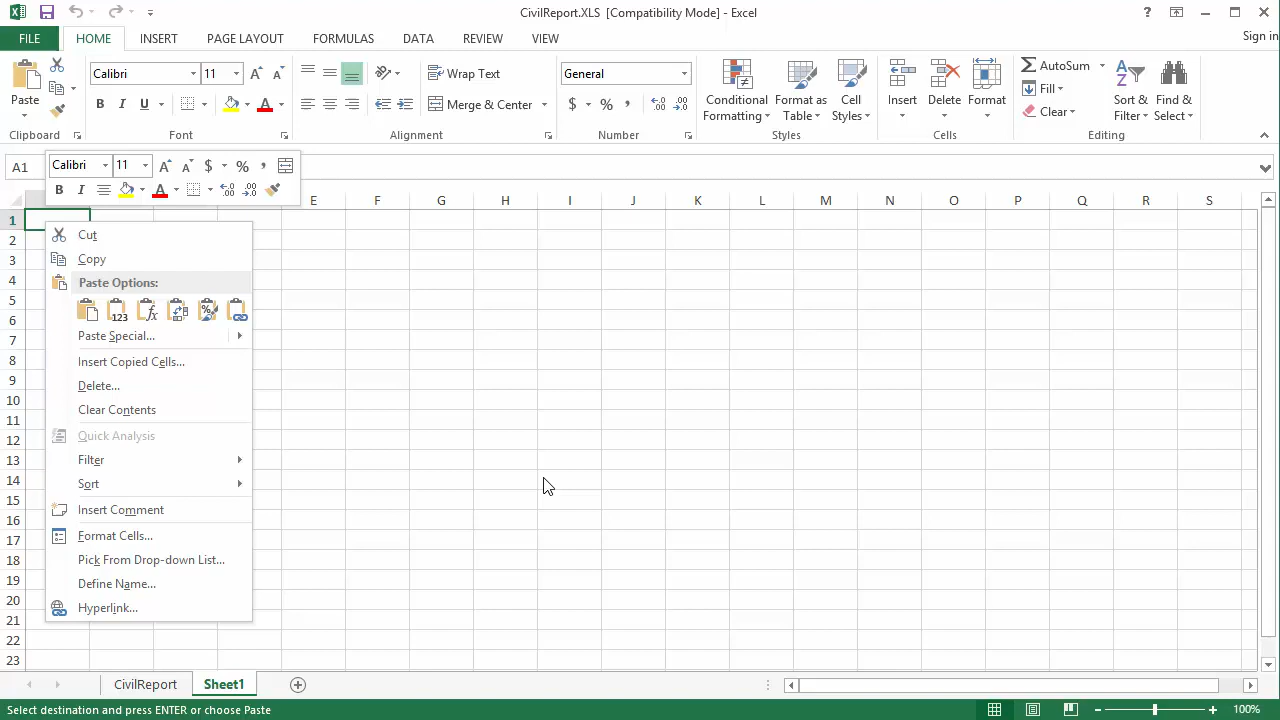 CivilReport.XLS [Compatibility Mode] - Excel
?
FILE HOME INSERT PAGE LAYOUT FORMULAS DATA REVIEW VIEW Sign in
Paste
Calibri 11
B I U A
Wrap Text
Merge & Center
General
$ % ,
Conditional Formatting
Format as Table
Cell Styles
Insert
Delete
Format
AutoSum
Fill
Clear
Sort & Filter
Find & Select
Clipboard Font Alignment Number Styles Cells Editing
A1
Calibri 11 A A $ % ,
B I A
E F G H I J K L M N O P Q R S
1
2
3
4
5
6
7
8
9
10
11
12
13
14
15
16
17
18
19
20
21
22
23
Cut
Copy
Paste Options:
123
Paste Special...
Insert Copied Cells...
Delete...
Clear Contents
Quick Analysis
Filter
Sort
Insert Comment
Format Cells...
Pick From Drop-down List...
Define Name...
Hyperlink...
CivilReport Sheet1
Select destination and press ENTER or choose Paste
100%